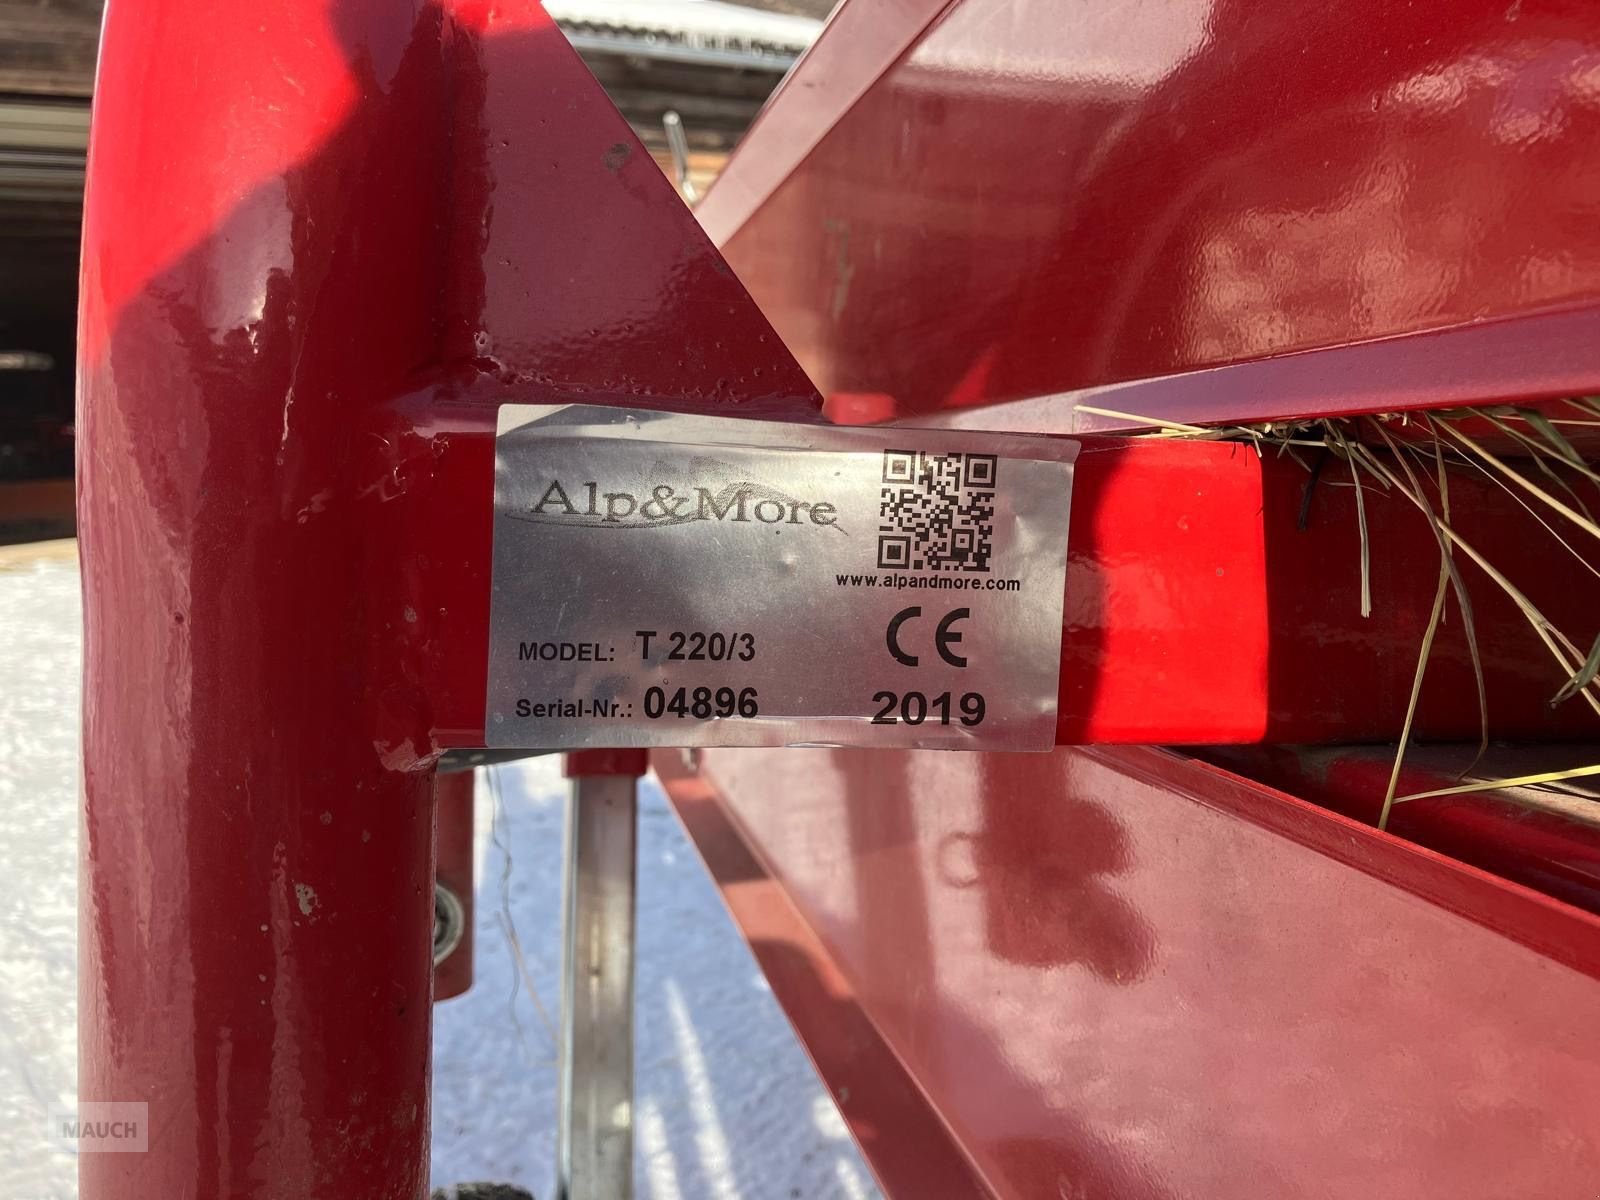 Alp&More
www.alpandmore.com
MODEL: T 220/3
Serial-Nr.: 04896
CE
2019
MAUCH